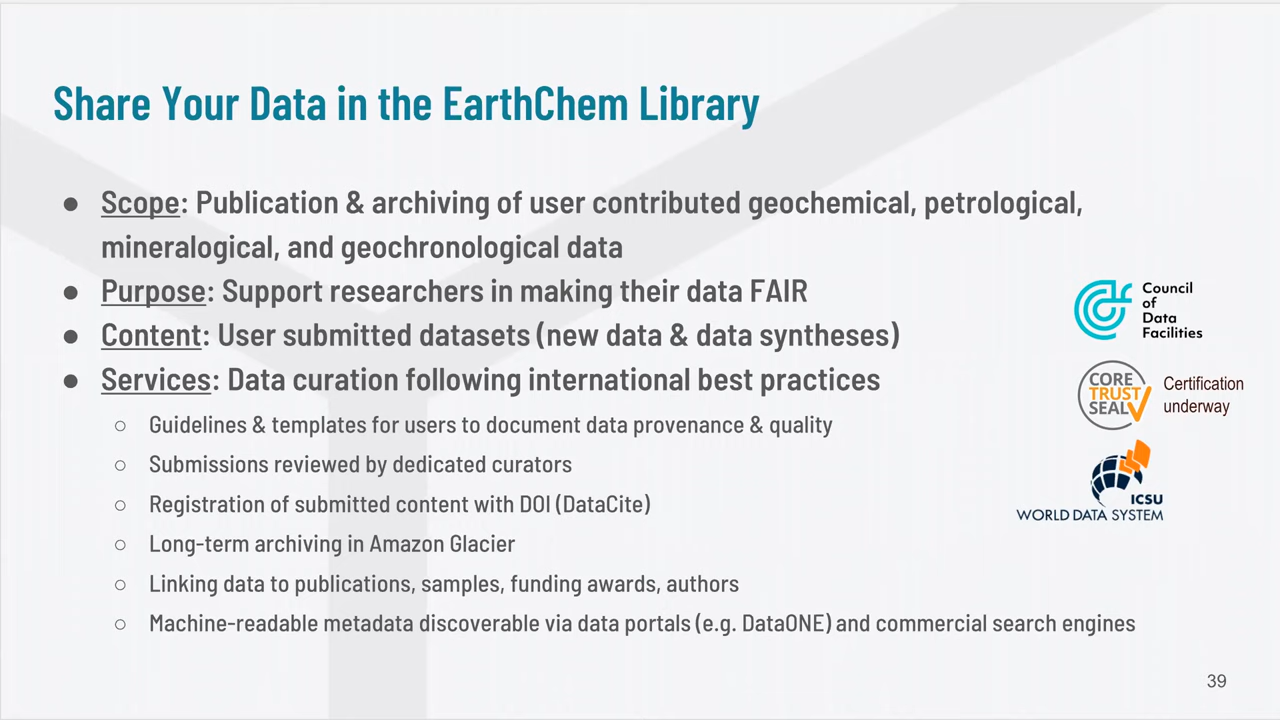 Share Your Data in the EarthChem Library
● Scope: Publication & archiving of user contributed geochemical, petrological,
mineralogical, and geochronological data
● Purpose: Support researchers in making their data FAIR
● Content: User submitted datasets (new data & data syntheses)
● Services: Data curation following international best practices
○ Guidelines & templates for users to document data provenance & quality
○ Submissions reviewed by dedicated curators
○ Registration of submitted content with DOI (DataCite)
○ Long-term archiving in Amazon Glacier
○ Linking data to publications, samples, funding awards, authors
○ Machine-readable metadata discoverable via data portals (e.g. DataONE) and commercial search engines
Council
of
Data
Facilities
CORE
TRUST
SEAL
Certification
underway
ICSU
WORLD DATA SYSTEM
39